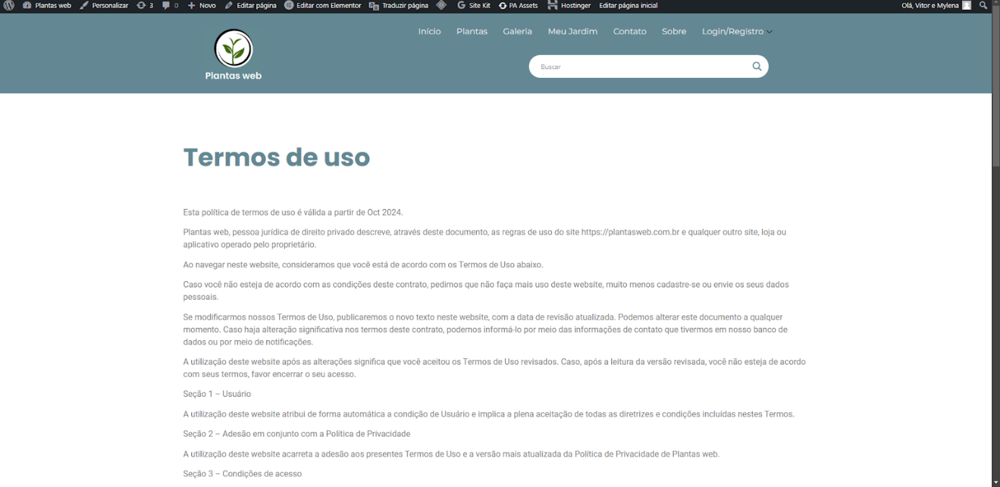 Plantas web Personalizar 3 0 Novo Editar página Editar com Elementor Traduzir página Site Kit PA Assets Hostinger Editar página inicial Olá, Vitor e Mylena
Início Plantas Galeria Meu Jardim Contato Sobre Login/Registro
Buscar
Plantas web
Termos de uso
Esta política de termos de uso é válida a partir de Oct 2024.
Plantas web, pessoa jurídica de direito privado descreve, através deste documento, as regras de uso do site https://plantasweb.com.br e qualquer outro site, loja ou
aplicativo operado pelo proprietário.
Ao navegar neste website, consideramos que você está de acordo com os Termos de Uso abaixo.
Caso você não esteja de acordo com as condições deste contrato, pedimos que não faça mais uso deste website, muito menos cadastre-se ou envie os seus dados
pessoais.
Se modificarmos nossos Termos de Uso, publicaremos o novo texto neste website, com a data de revisão atualizada. Podemos alterar este documento a qualquer
momento. Caso haja alteração significativa nos termos deste contrato, podemos informá-lo por meio das informações de contato que tivermos em nosso banco de
dados ou por meio de notificações.
A utilização deste website após as alterações significa que você aceitou os Termos de Uso revisados. Caso, após a leitura da versão revisada, você não esteja de acordo
com seus termos, favor encerrar o seu acesso.
Seção 1 – Usuário
A utilização deste website atribui de forma automática a condição de Usuário e implica a plena aceitação de todas as diretrizes e condições incluídas nestes Termos.
Seção 2 – Adesão em conjunto com a Política de Privacidade
A utilização deste website acarreta a adesão aos presentes Termos de Uso e a versão mais atualizada da Política de Privacidade de Plantas web.
Seção 3 – Condições de acesso